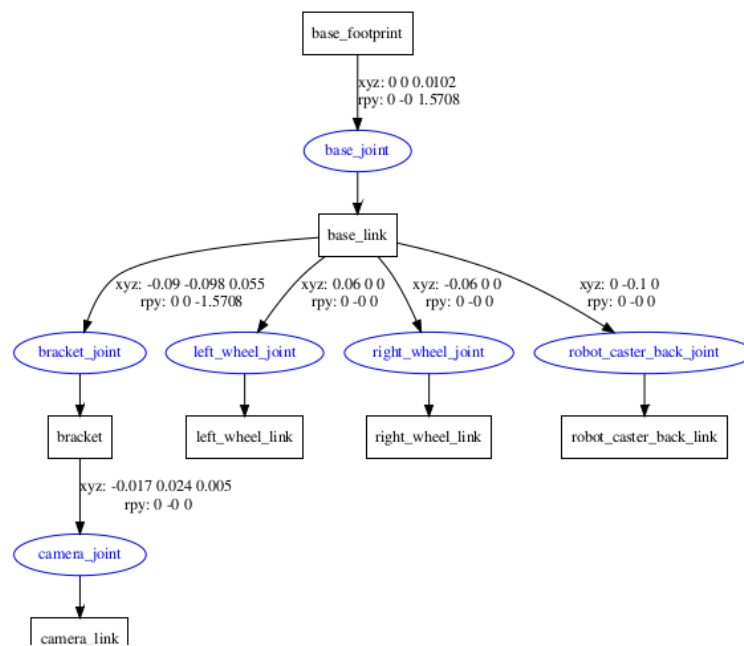 base_footprint
xyz: 0 0 0.0102
rpy: 0 -0 1.5708
base_joint
base_link
xyz: -0.09 -0.098 0.055
rpy: 0 0 -1.5708
xyz: 0.06 0 0
rpy: 0 -0 0
xyz: -0.06 0 0
rpy: 0 -0 0
xyz: 0 -0.1 0
rpy: 0 -0 0
bracket_joint
left_wheel_joint
right_wheel_joint
robot_caster_back_joint
bracket
left_wheel_link
right_wheel_link
robot_caster_back_link
xyz: -0.017 0.024 0.005
rpy: 0 -0 0
camera_joint
camera_link